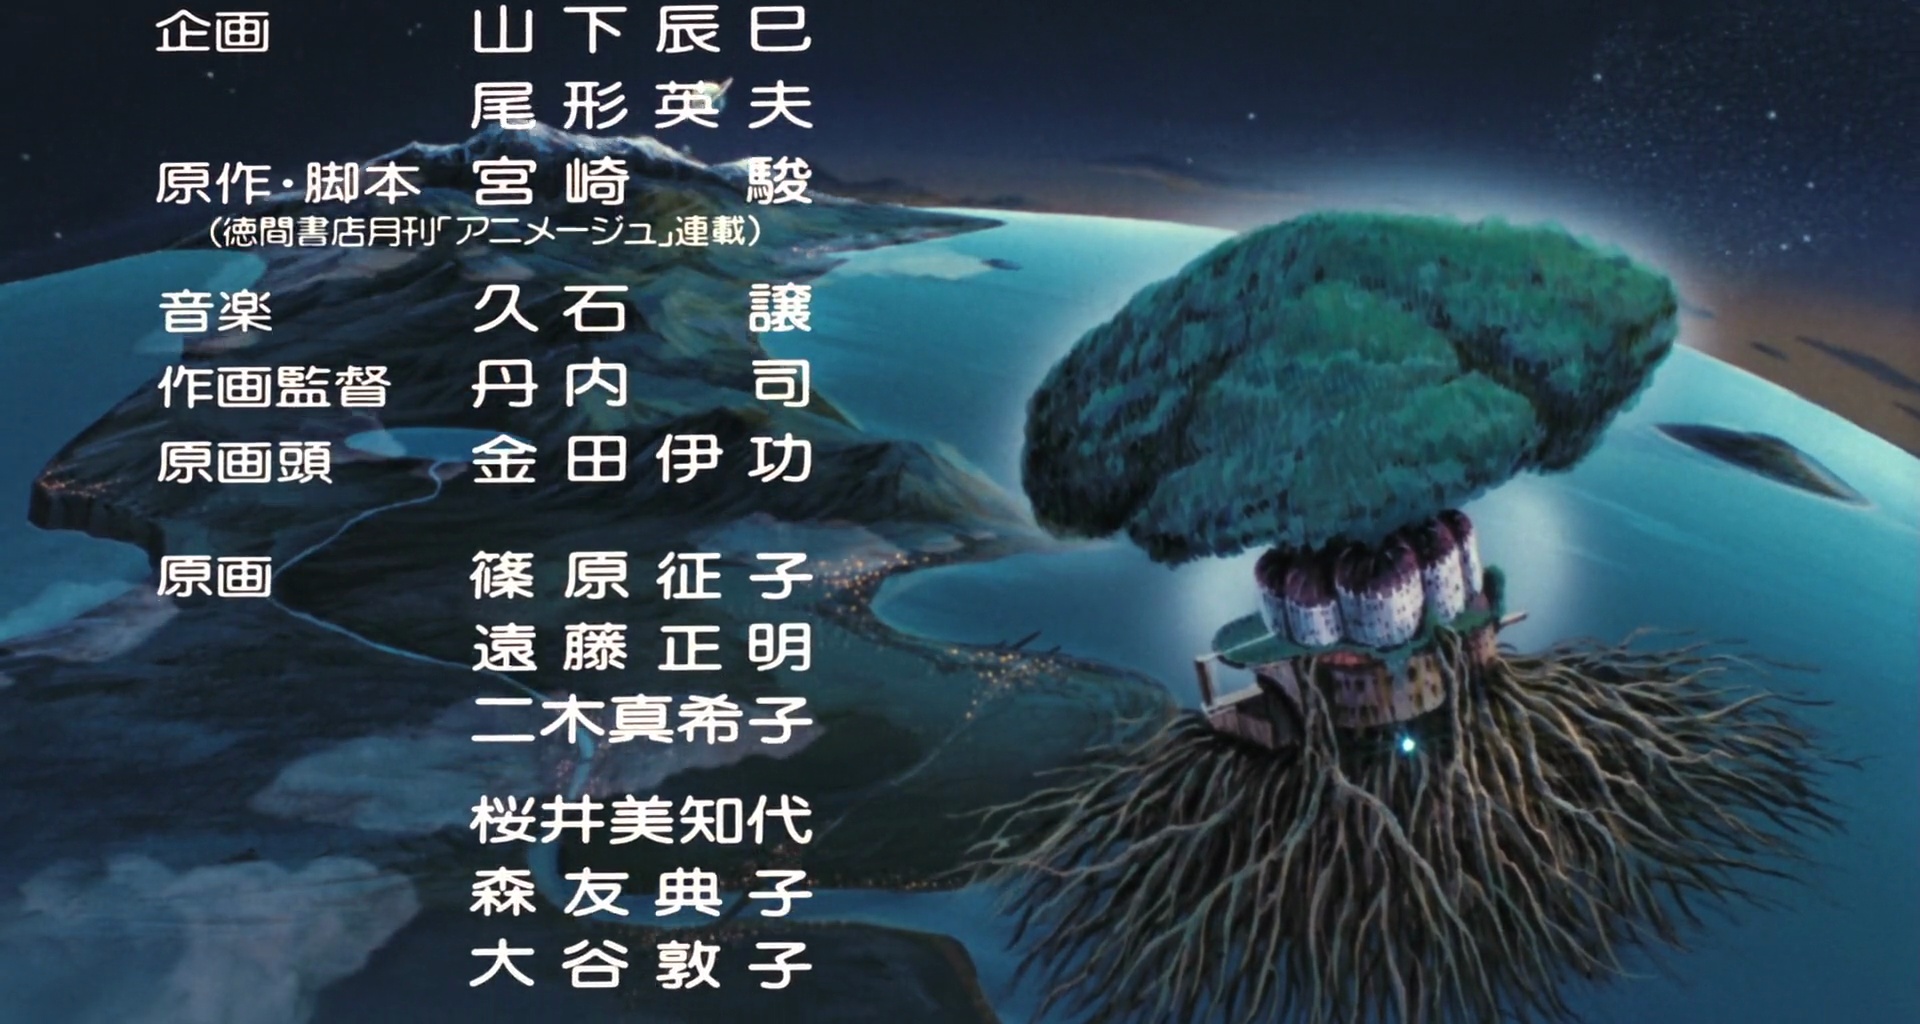 企画 山下辰巳
尾形英夫
原作・脚本 宮崎 駿
（徳間書店月刊｢アニメージュ｣連載）
音楽 久石 譲
作画監督 丹内 司
原画頭 金田伊功
原画 篠原征子
遠藤正明
二木真希子
桜井美知代
森友典子
大谷敦子